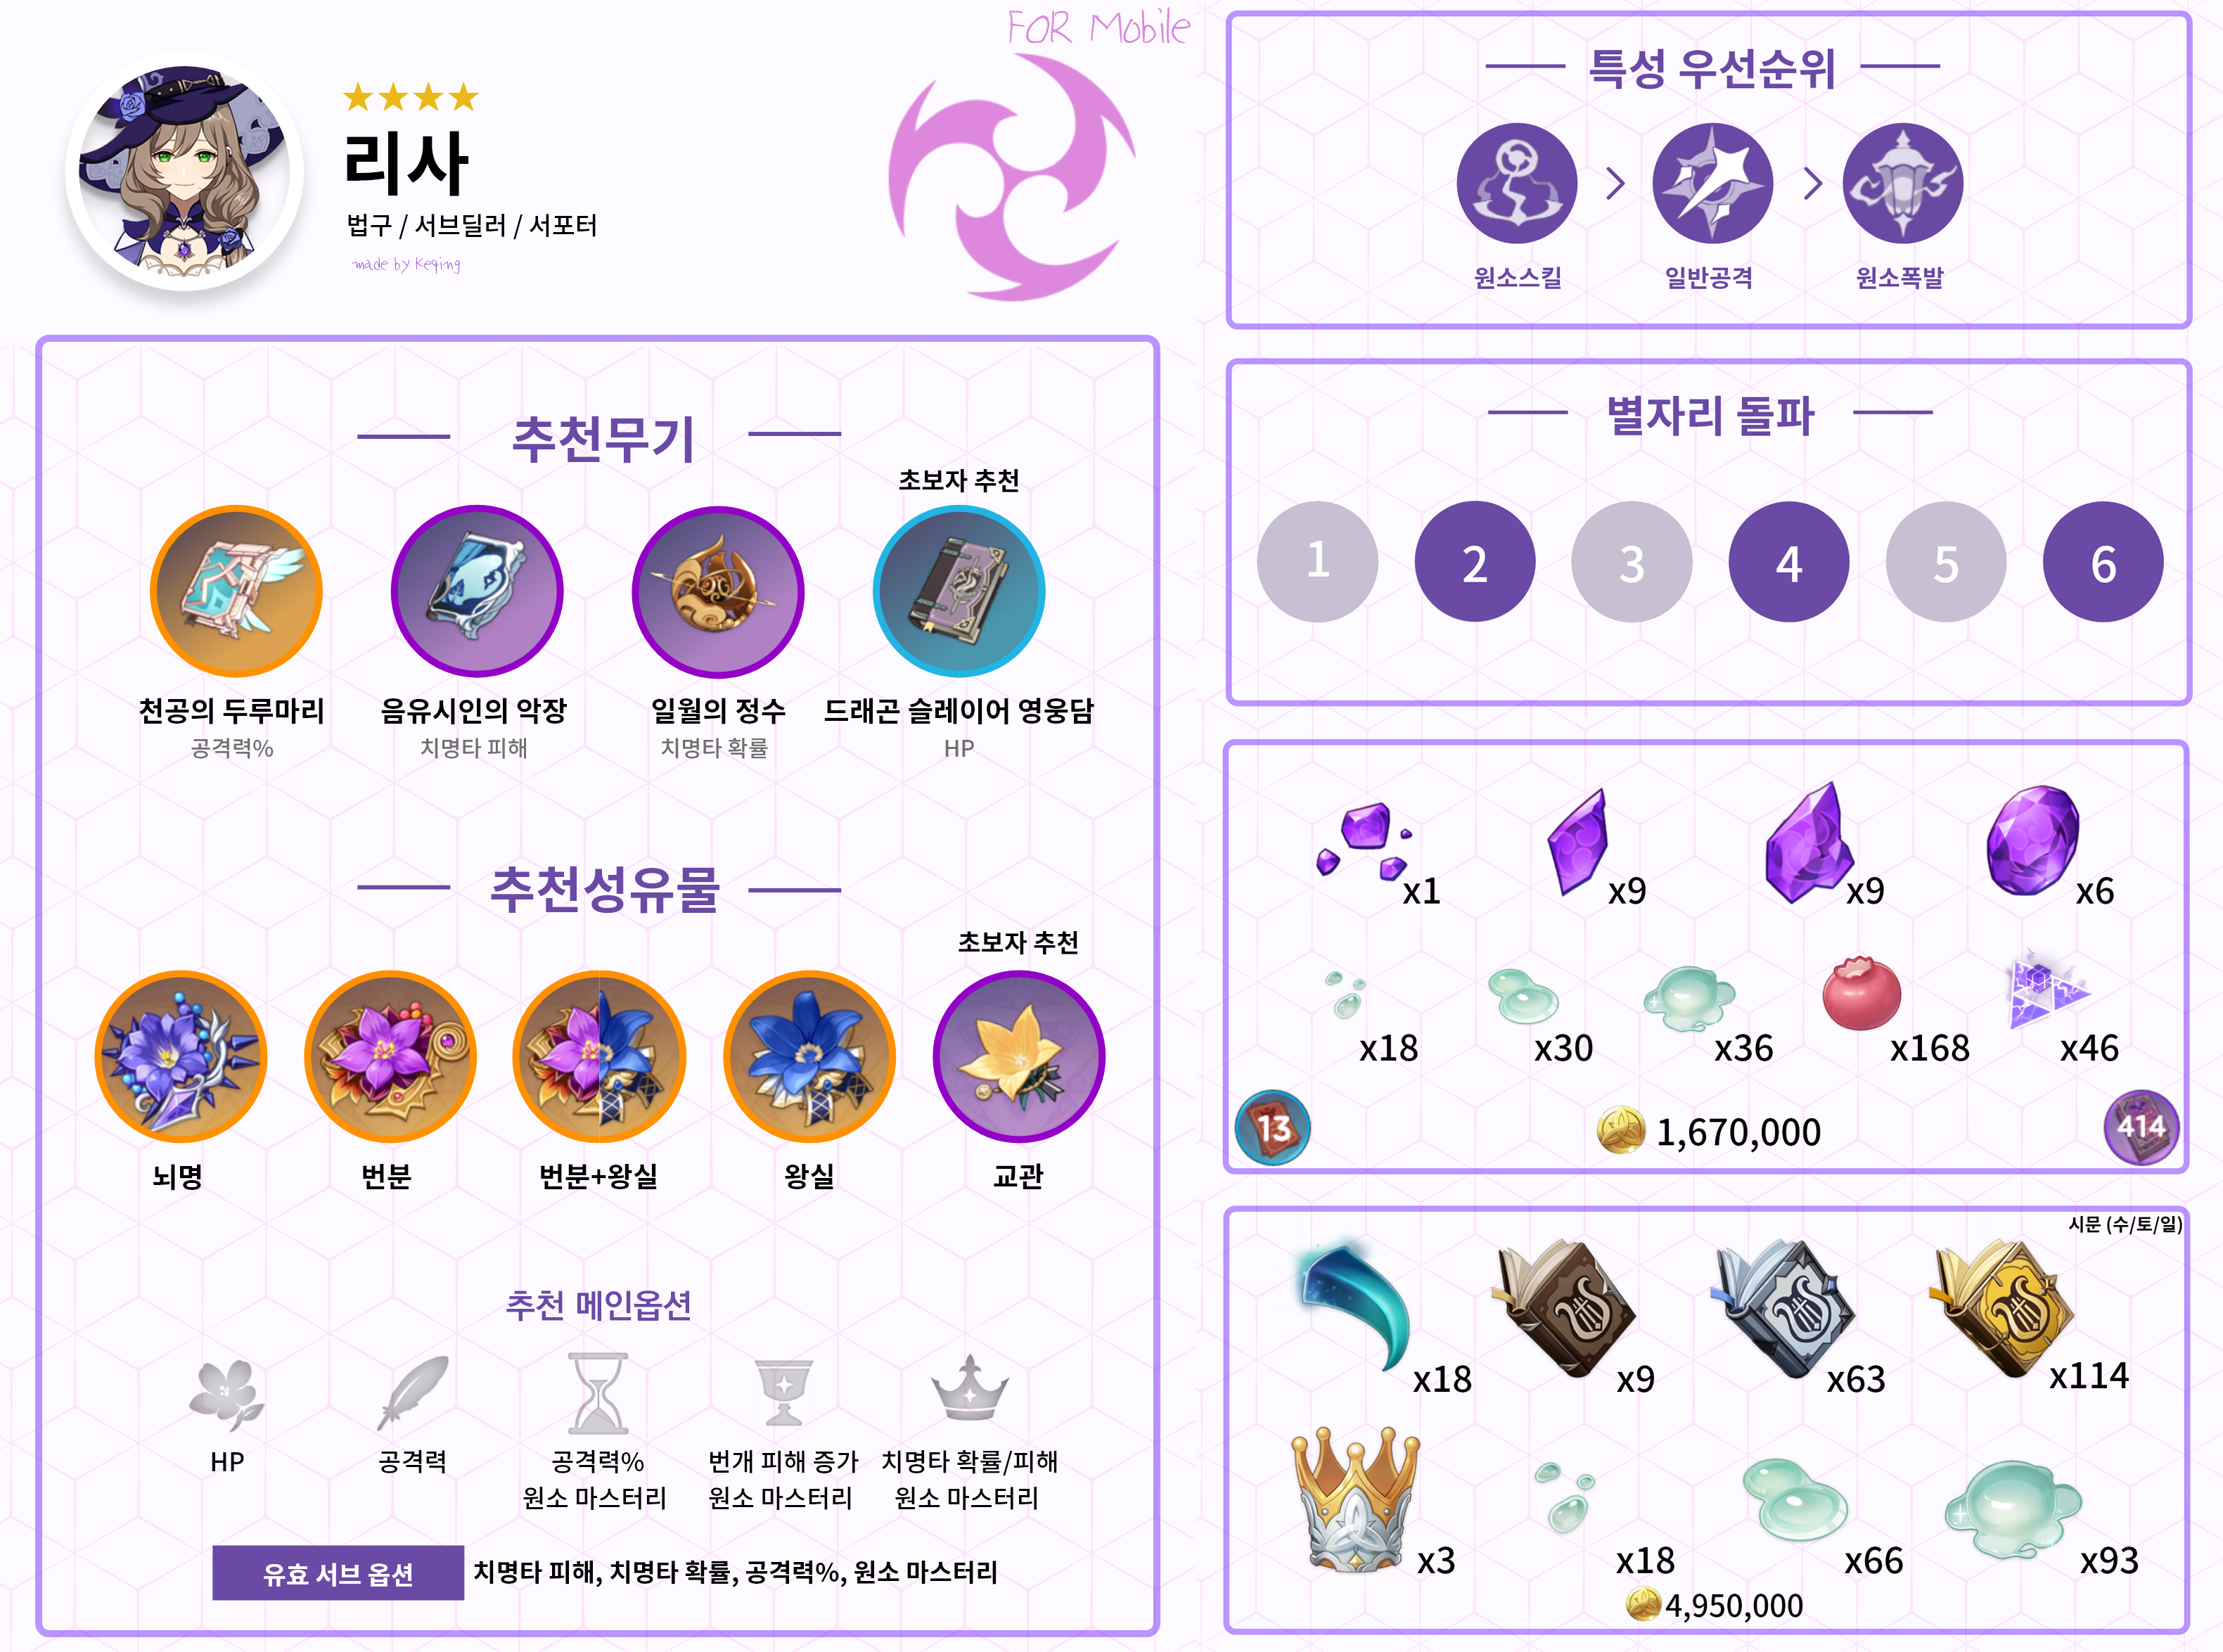 FOR Mobile
리사
법구 / 서브딜러 / 서포터
made by Keqing
추천무기
초보자 추천
천공의 두루마리
공격력%
음유시인의 악장
치명타 피해
일월의 정수
치명타 확률
드래곤 슬레이어 영웅담
HP
추천성유물
초보자 추천
뇌명
번분
번분+왕실
왕실
교관
추천 메인옵션
HP
공격력
공격력%
원소 마스터리
번개 피해 증가
원소 마스터리
치명타 확률/피해
원소 마스터리
유효 서브 옵션
치명타 피해, 치명타 확률, 공격력%, 원소 마스터리
특성 우선순위
원소스킬 > 일반공격 > 원소폭발
별자리 돌파
1 2 3 4 5 6
x1 x9 x9 x6
x18 x30 x36 x168 x46
13 1,670,000 414
시문 (수/토/일)
x18 x9 x63 x114
x3 x18 x66 x93
4,950,000